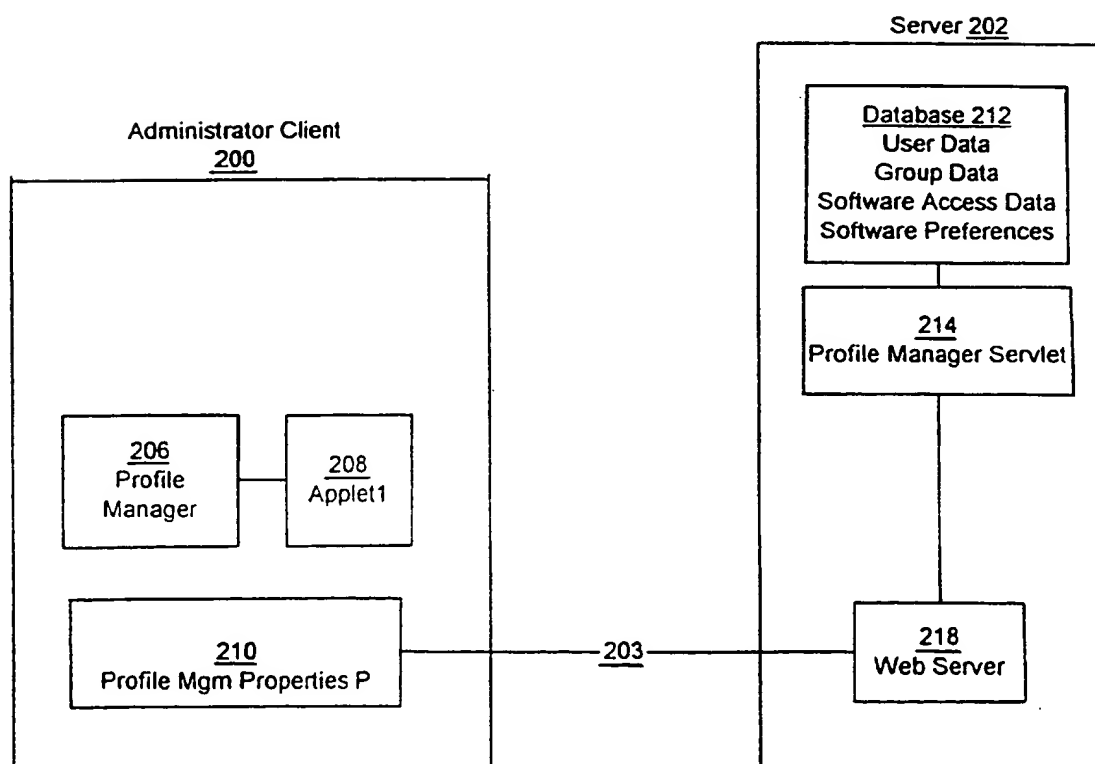 Server 202
Database 212
User Data
Group Data
Software Access Data
Software Preferences
214
Profile Manager Servlet
Administrator Client
200
206
Profile
Manager
208
Applet1
210
Profile Mgm Properties P
203
218
Web Server